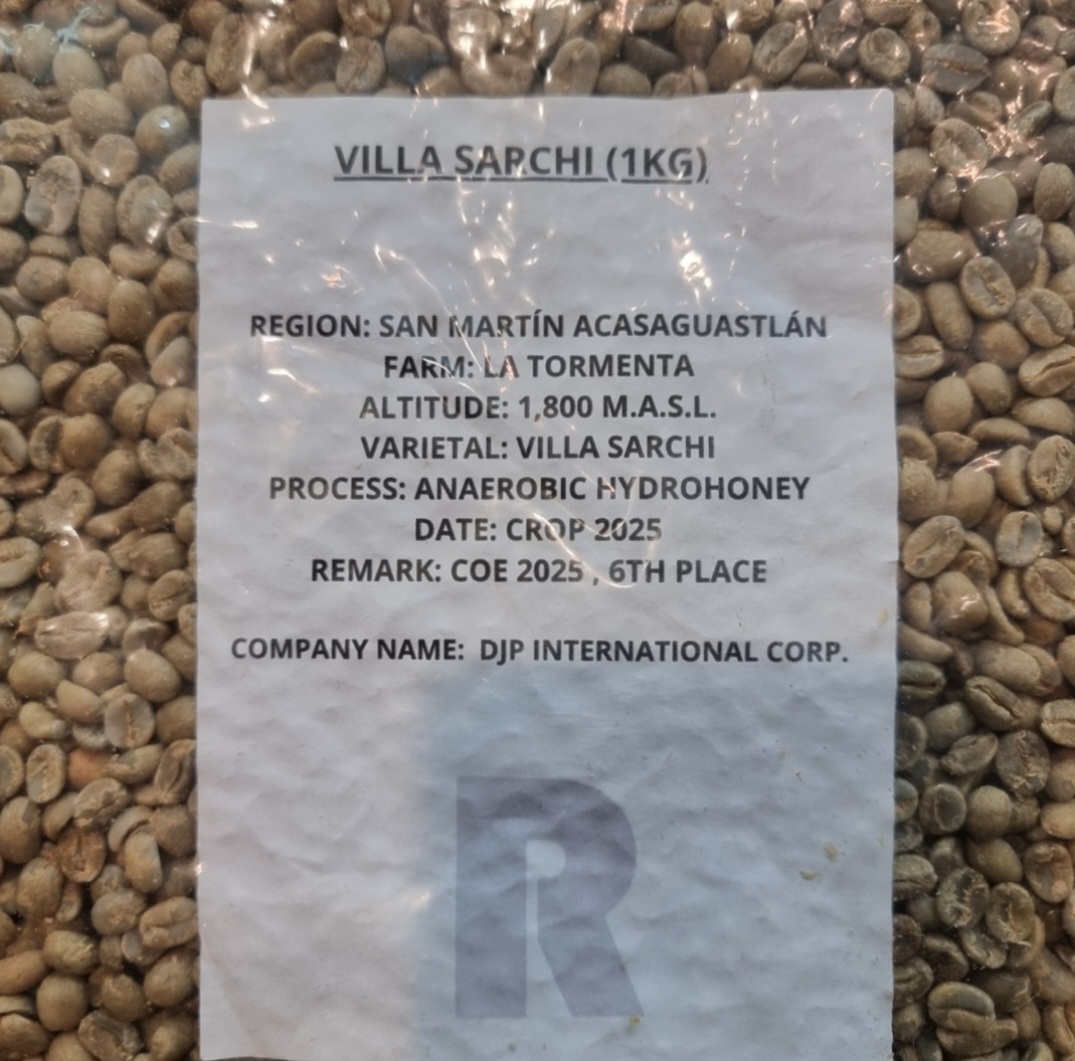 VILLA SARCHI (1KG)
REGION: SAN MARTÍN ACASAGUASTLÁN
FARM: LA TORMENTA
ALTITUDE: 1,800 M.A.S.L.
VARIETAL: VILLA SARCHI
PROCESS: ANAEROBIC HYDROHONEY
DATE: CROP 2025
REMARK: COE 2025 , 6TH PLACE
COMPANY NAME: DJP INTERNATIONAL CORP.
R